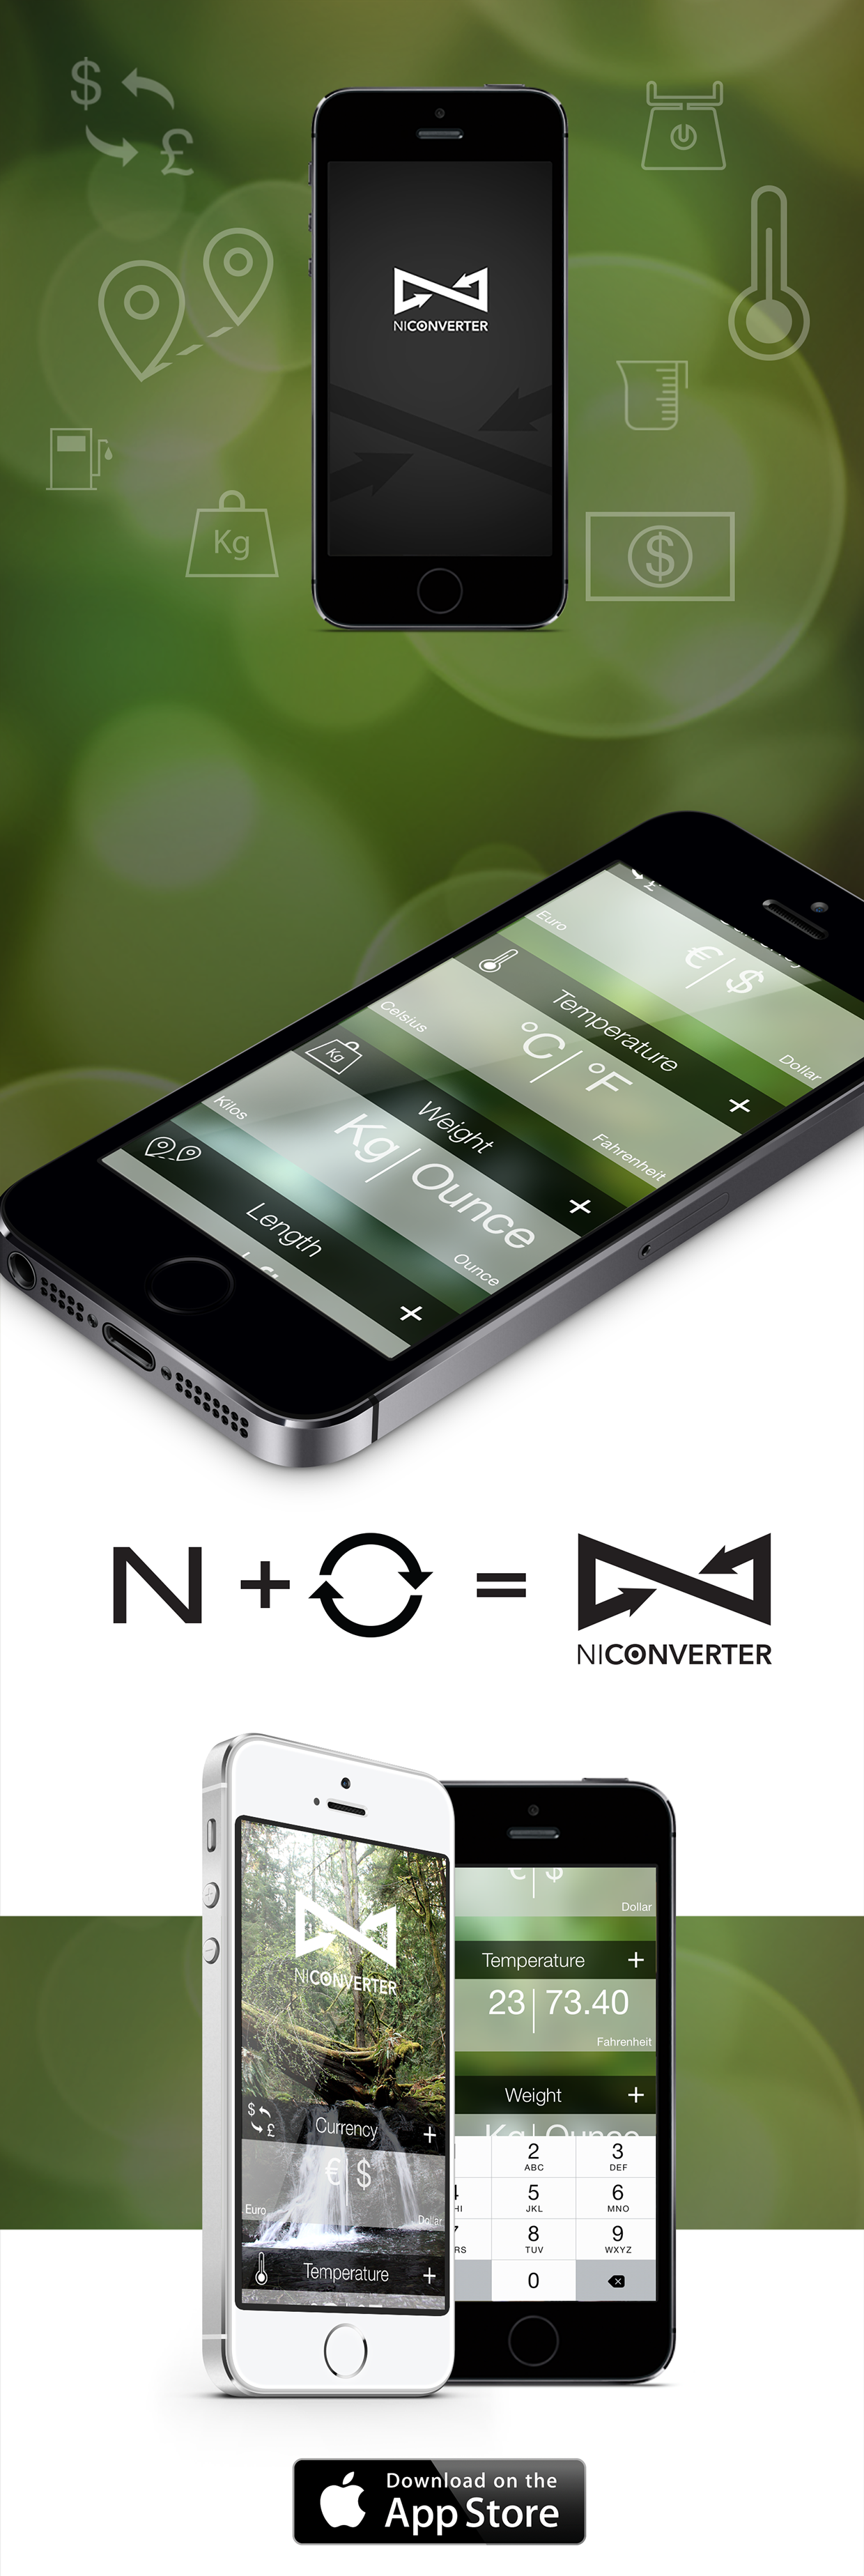 $
£
Kg
$
NICONVERTER
£
Euro
€ | $
Dollar
Temperature
Celsius
°C | °F
Fahrenheit
Kg
Weight
Kilos
Kg | Ounce
Ounce
Length
N + = NICONVERTER
NICONVERTER
$
£
Currency
€ | $
Euro
Dollar
Temperature
€ | $
Dollar
Temperature
23 | 73.40
Fahrenheit
Weight
Kg | Ounce
2 3
ABC DEF
5 6
JKL MNO
8 9
TUV WXYZ
0
Download on the
App Store